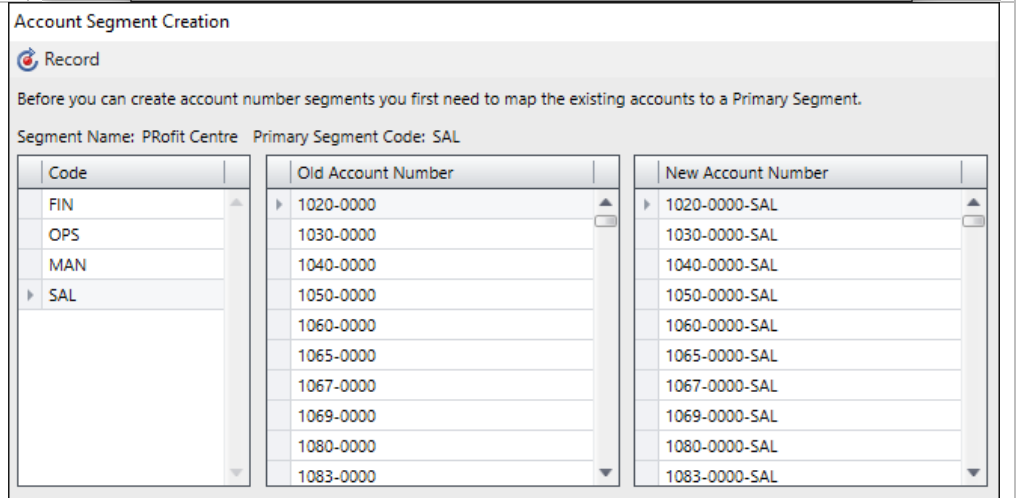 Account Segment Creation
Record
Before you can create account number segments you first need to map the existing accounts to a Primary Segment.
Segment Name: PRofit Centre Primary Segment Code: SAL
Code Old Account Number New Account Number
FIN 1020-0000 1020-0000-SAL
OPS 1030-0000 1030-0000-SAL
MAN 1040-0000 1040-0000-SAL
SAL 1050-0000 1050-0000-SAL
1060-0000 1060-0000-SAL
1065-0000 1065-0000-SAL
1067-0000 1067-0000-SAL
1069-0000 1069-0000-SAL
1080-0000 1080-0000-SAL
1083-0000 1083-0000-SAL